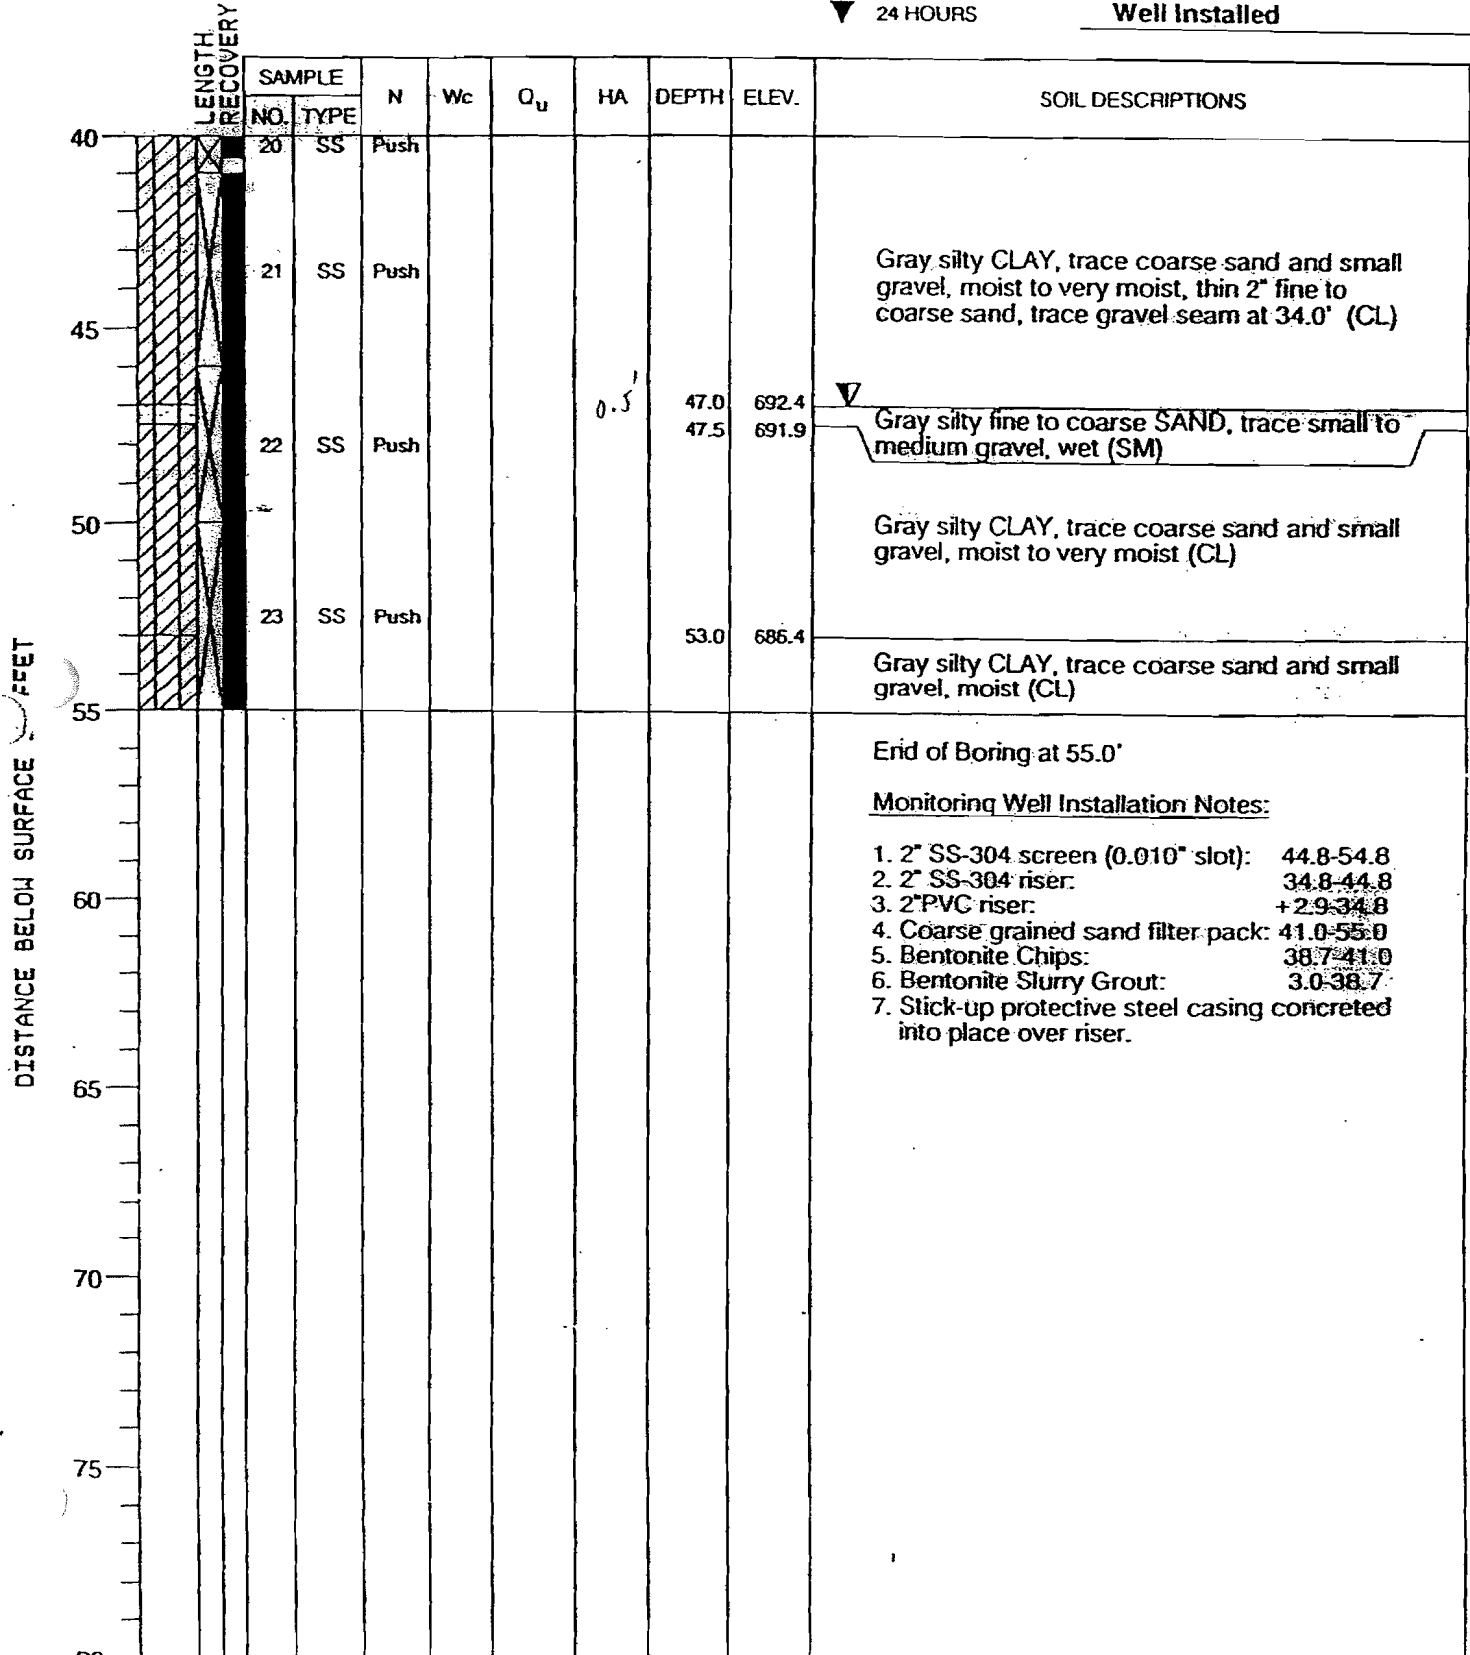 ▼ 24 HOURS Well Installed
LENGTH
RECOVERY
SAMPLE
NO. TYPE N Wc Qu HA DEPTH ELEV. SOIL DESCRIPTIONS
40 20 SS Push
21 SS Push
Gray silty CLAY, trace coarse sand and small
gravel, moist to very moist, thin 2" fine to
coarse sand, trace gravel seam at 34.0' (CL)
45
0.5' 47.0 692.4
47.5 691.9
Gray silty fine to coarse SAND, trace small to
medium gravel, wet (SM)
22 SS Push
50
Gray silty CLAY, trace coarse sand and small
gravel, moist to very moist (CL)
23 SS Push
53.0 686.4
Gray silty CLAY, trace coarse sand and small
gravel, moist (CL)
55
End of Boring at 55.0'
Monitoring Well Installation Notes:
1. 2" SS-304 screen (0.010" slot): 44.8-54.8
2. 2" SS-304 riser: 34.8-44.8
3. 2"PVC riser: +2.9-34.8
4. Coarse grained sand filter pack: 41.0-55.0
5. Bentonite Chips: 38.7-41.0
6. Bentonite Slurry Grout: 3.0-38.7
7. Stick-up protective steel casing concreted
into place over riser.
60
65
70
75
DISTANCE BELOW SURFACE FEET